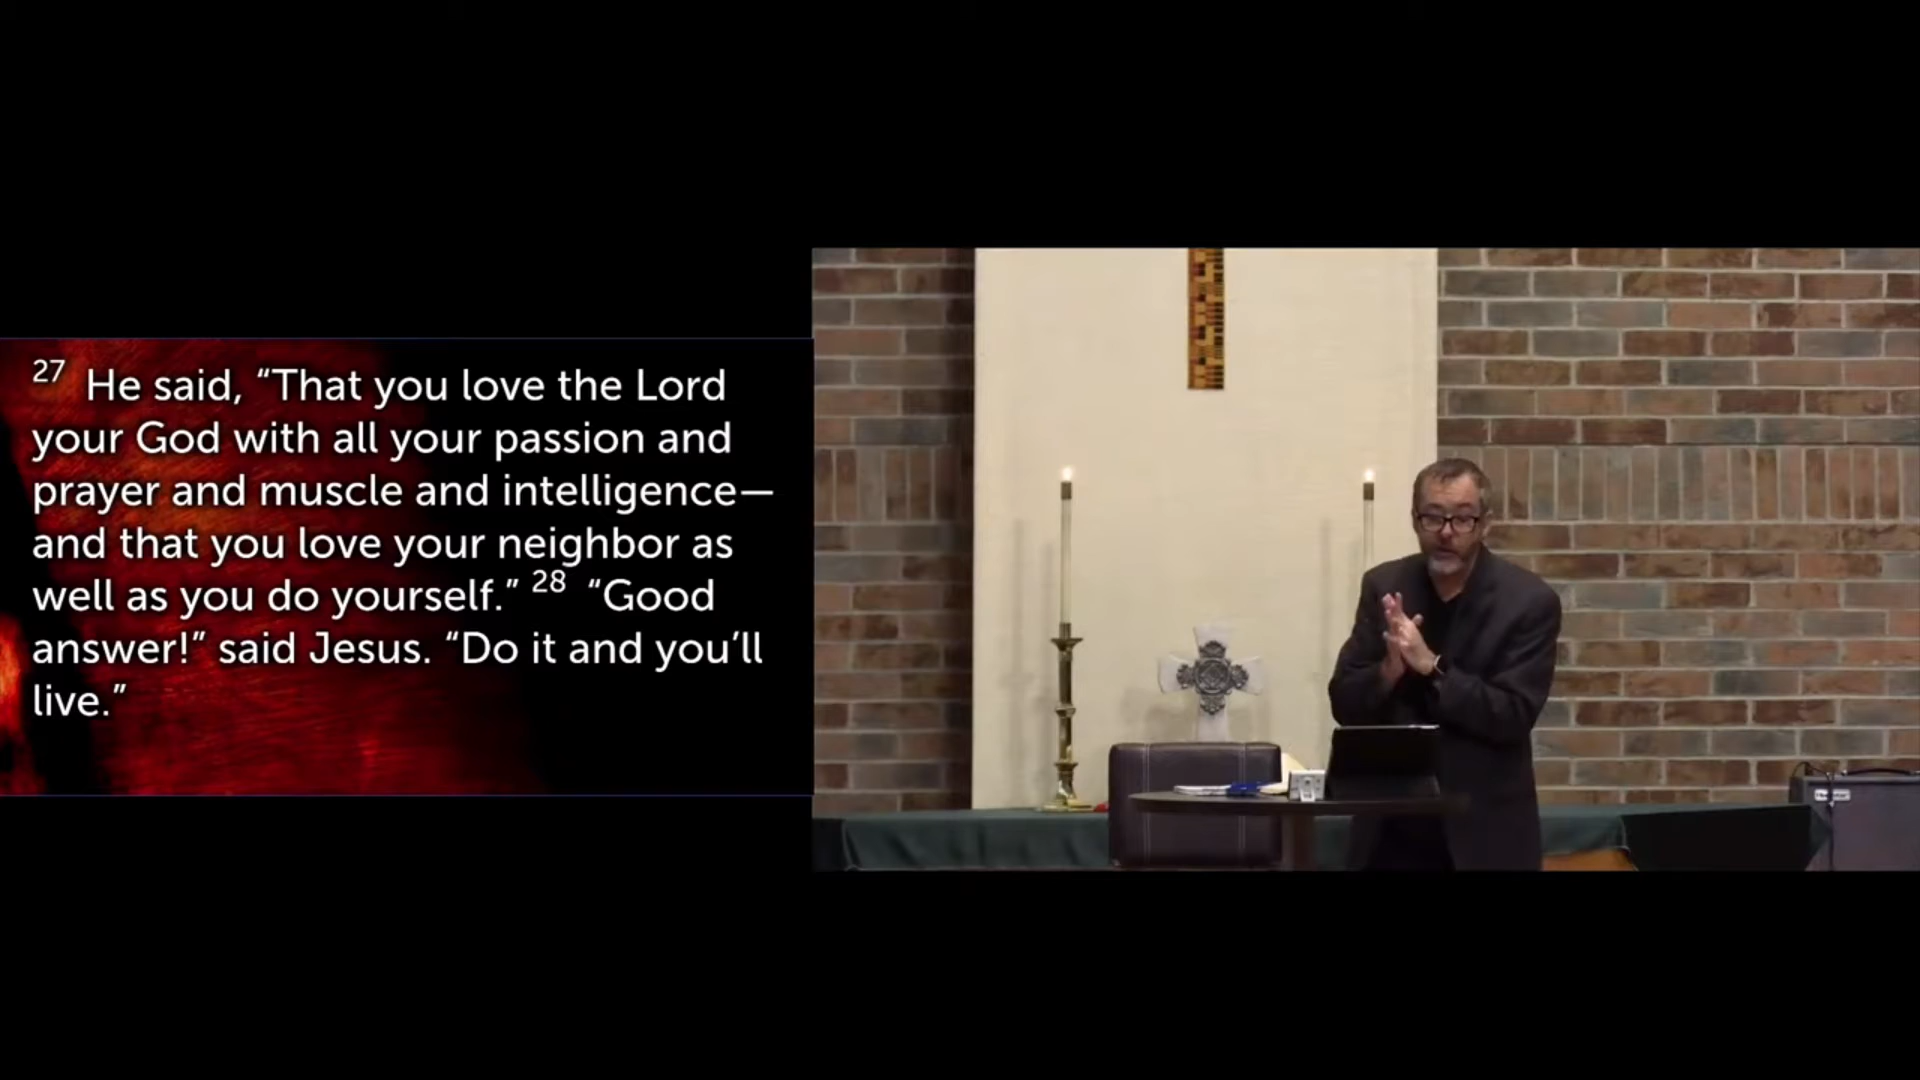 27 He said, “That you love the Lord
your God with all your passion and
prayer and muscle and intelligence—
and that you love your neighbor as
well as you do yourself.” 28 “Good
answer!” said Jesus. “Do it and you’ll
live.”